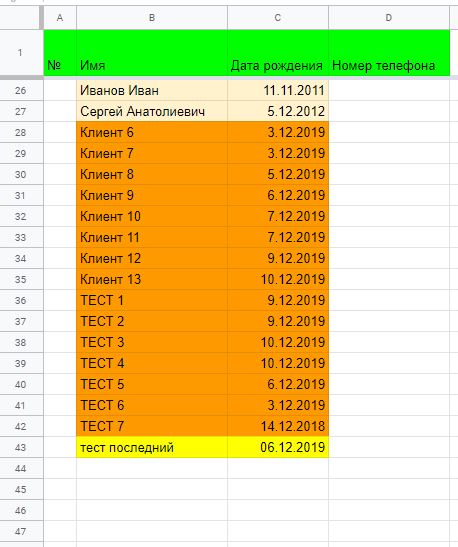 A B C D
1 № Имя Дата рождения Номер телефона
26 Иванов Иван 11.11.2011
27 Сергей Анатолиевич 5.12.2012
28 Клиент 6 3.12.2019
29 Клиент 7 3.12.2019
30 Клиент 8 5.12.2019
31 Клиент 9 6.12.2019
32 Клиент 10 7.12.2019
33 Клиент 11 7.12.2019
34 Клиент 12 9.12.2019
35 Клиент 13 10.12.2019
36 ТЕСТ 1 9.12.2019
37 ТЕСТ 2 9.12.2019
38 ТЕСТ 3 10.12.2019
39 ТЕСТ 4 10.12.2019
40 ТЕСТ 5 6.12.2019
41 ТЕСТ 6 3.12.2019
42 ТЕСТ 7 14.12.2018
43 тест последний 06.12.2019
44
45
46
47